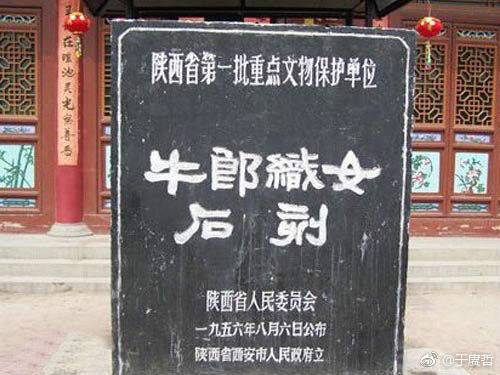 陕西省第一批重点文物保护单位
牛郎織女
石刻
陕西省人民委员会
一九五六年八月六日公布
陕西省西安市人民政府立
@于赓哲